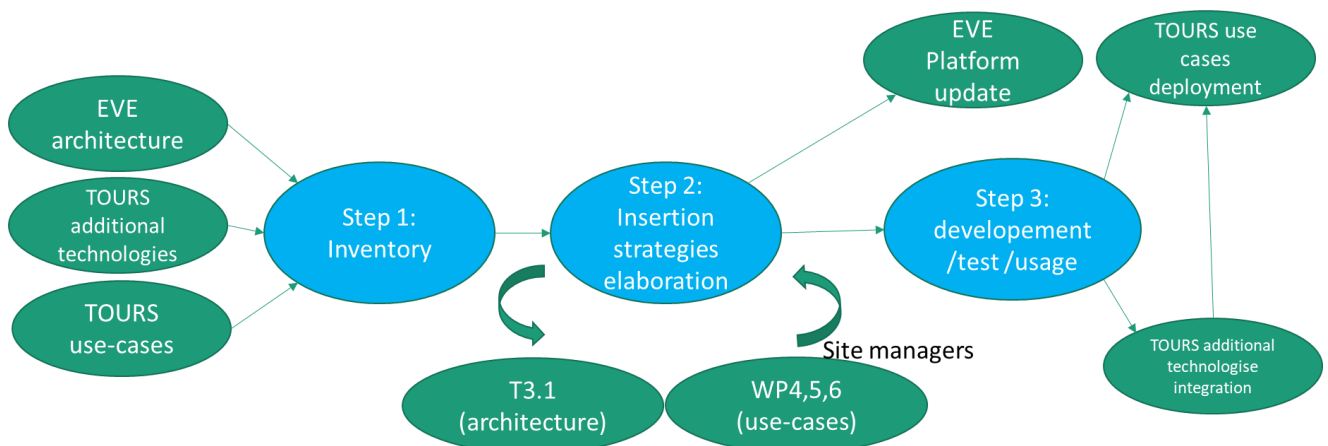 EVE
architecture
TOURS
additional
technologies
TOURS
use-cases
Step 1:
Inventory
Step 2:
Insertion
strategies
elaboration
T3.1
(architecture)
Site managers
WP4,5,6
(use-cases)
EVE
Platform
update
Step 3:
developement
/test /usage
TOURS use
cases
deployment
TOURS additional
technologise
integration